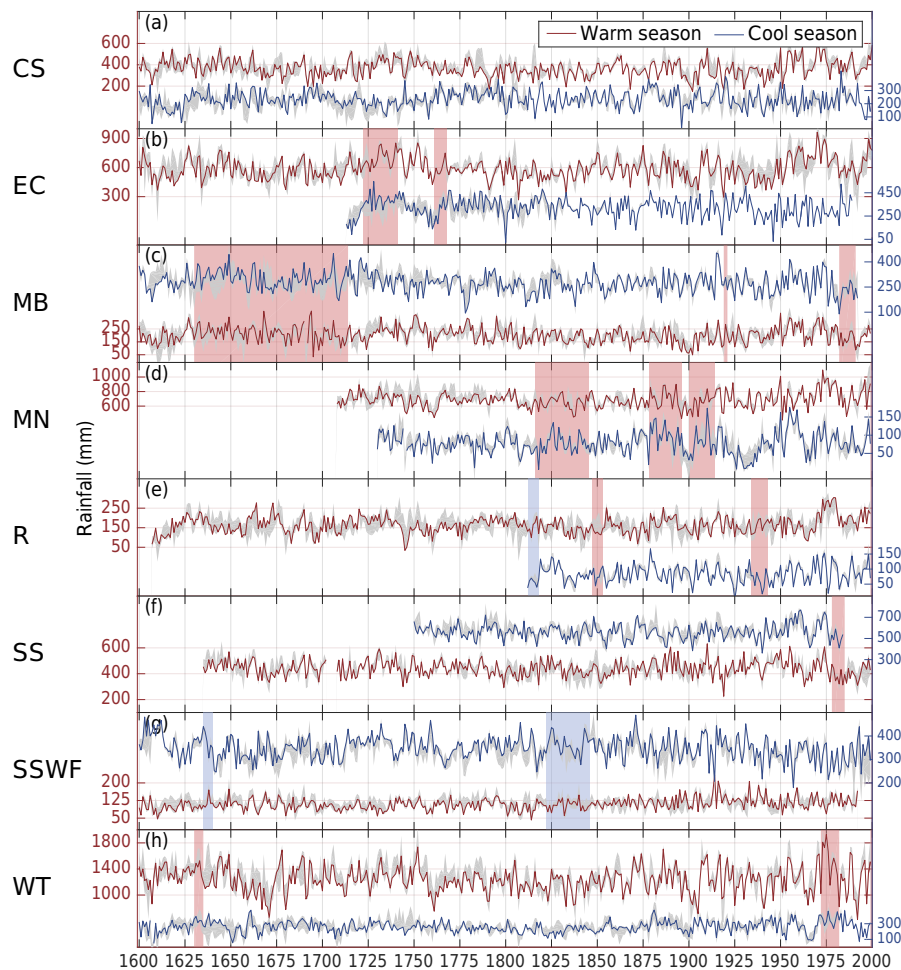 (a)
Warm season Cool season
CS
600
400
200
300
200
100
(b)
EC
900
600
300
450
250
50
(c)
MB
400
250
100
250
150
50
(d)
MN
1000
800
600
150
100
50
Rainfall (mm)
(e)
R
250
150
50
150
100
50
(f)
SS
700
500
300
600
400
200
(g)
SSWF
400
300
200
200
125
50
(h)
WT
1800
1400
1000
300
100
1600 1625 1650 1675 1700 1725 1750 1775 1800 1825 1850 1875 1900 1925 1950 1975 2000